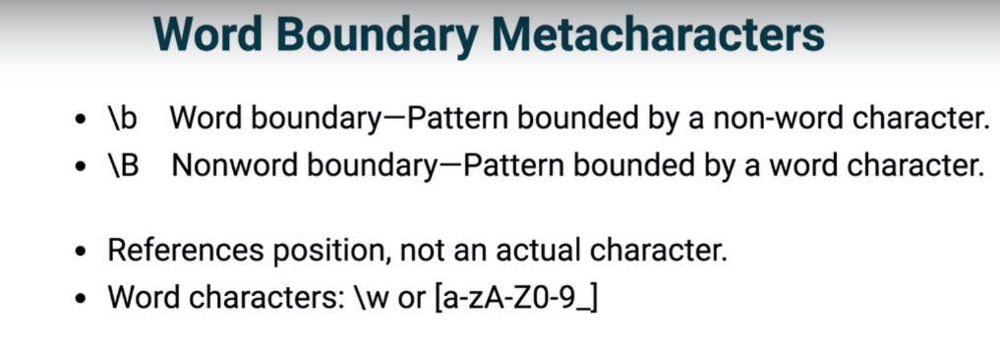 Word Boundary Metacharacters
• \b Word boundary—Pattern bounded by a non-word character.
• \B Nonword boundary—Pattern bounded by a word character.
• References position, not an actual character.
• Word characters: \w or [a-zA-Z0-9_]